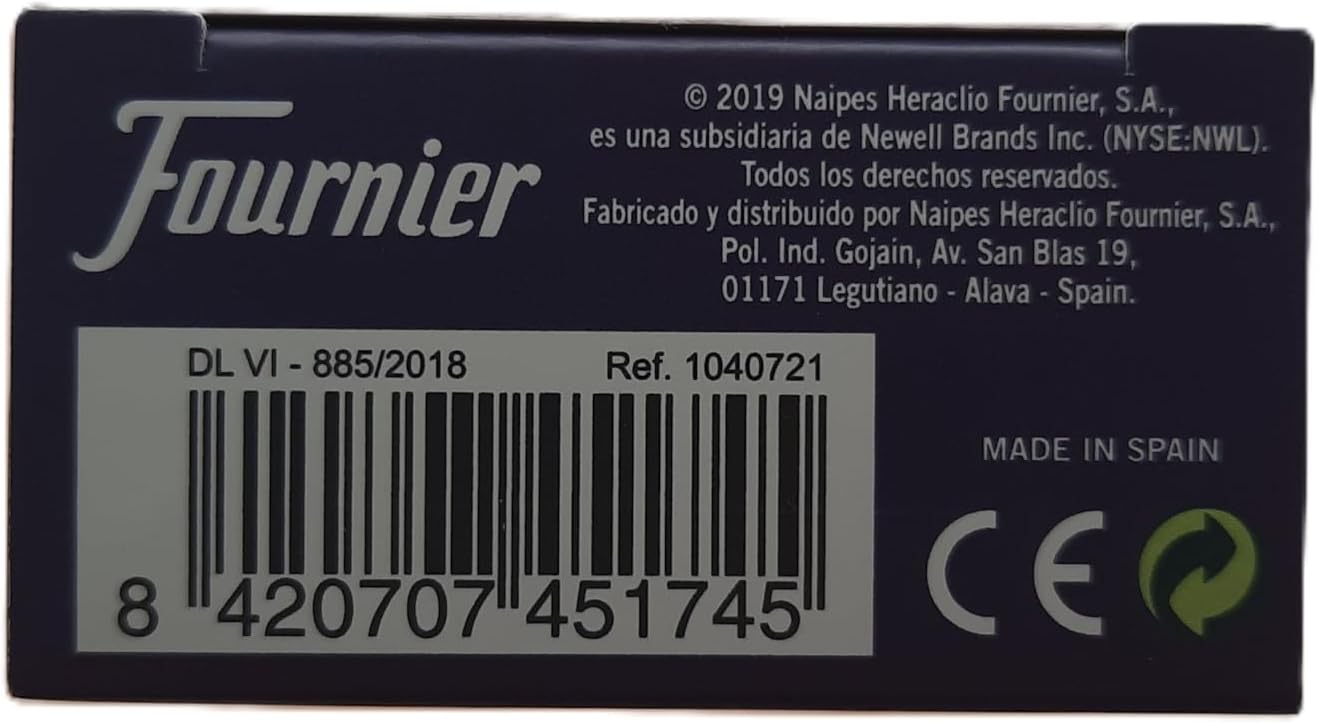 Fournier
© 2019 Naipes Heraclio Fournier, S.A.,
es una subsidiaria de Newell Brands Inc. (NYSE:NWL).
Todos los derechos reservados.
Fabricado y distribuido por Naipes Heraclio Fournier, S.A.,
Pol. Ind. Gojain, Av. San Blas 19,
01171 Legutiano - Alava - Spain.
DL VI - 885/2018 Ref. 1040721
8 420707 451745
MADE IN SPAIN
CE